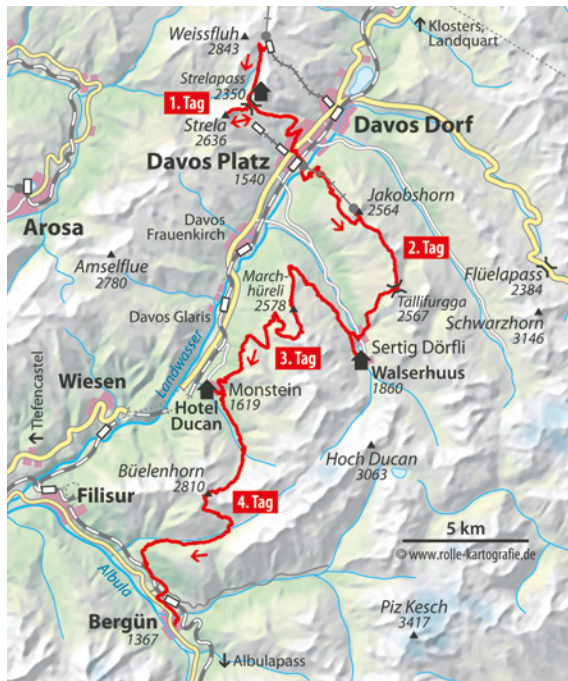 Weissfluh
2843
Klosters,
Landquart
Strelapass
2350
1. Tag
Strela
2636
Davos Dorf
Davos Platz
1540
Arosa
Jakobshorn
2564
Davos
Frauenkirch
2. Tag
Amselflue
2780
March-
hüreli
2578
Flüelapass
2384
Tällifurgga
2567
Schwarzhorn
3146
Davos Glaris
Landwasser
3. Tag
Sertig Dörfli
Walserhuus
1860
Tiefencastel
Wiesen
Monstein
1619
Hotel
Ducan
Hoch Ducan
3063
Büelenhorn
2810
4. Tag
Filisur
5 km
© www.rolle-kartografie.de
Albula
Bergün
1367
Piz Kesch
3417
Albulapass